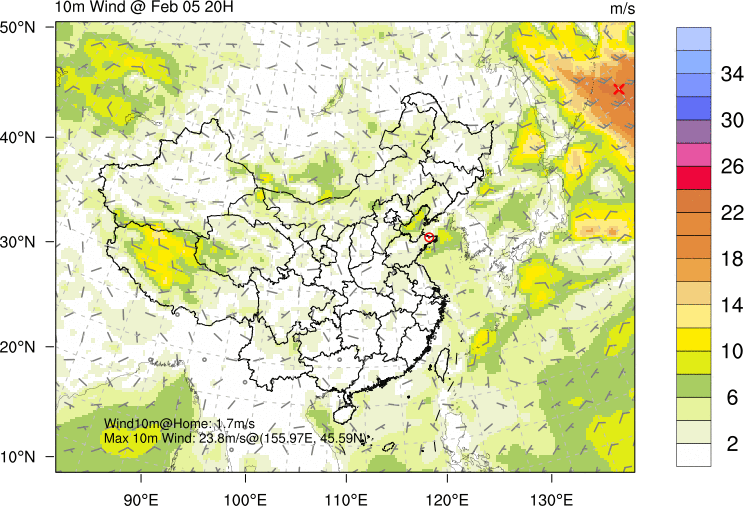 10m Wind @ Feb 05 20H
m/s
50°N
40°N
30°N
20°N
10°N
90°E
100°E
110°E
120°E
130°E
Wind10m@Home: 1.7m/s
Max 10m Wind: 23.8m/s@(155.97E, 45.59N)
34
30
26
22
18
14
10
6
2